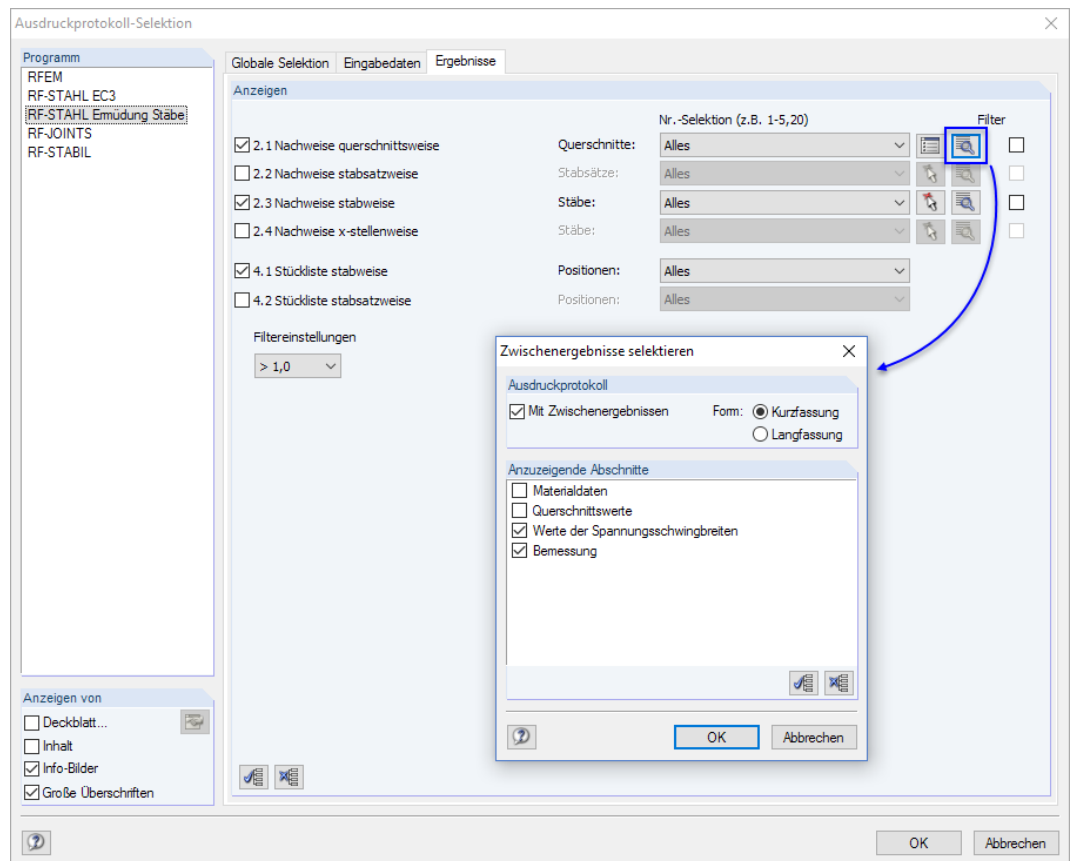 Ausdruckprotokoll-Selektion
Programm
RFEM
RF-STAHL EC3
RF-STAHL Ermüdung Stäbe
RF-JOINTS
RF-STABIL
Globale Selektion Eingabedaten Ergebnisse
Anzeigen
Nr.-Selektion (z.B. 1-5,20) Filter
2.1 Nachweise querschnittsweise Querschnitte: Alles
2.2 Nachweise stabsatzweise Stabsätze: Alles
2.3 Nachweise stabweise Stäbe: Alles
2.4 Nachweise x-stellenweise Stäbe: Alles
4.1 Stückliste stabweise Positionen: Alles
4.2 Stückliste stabsatzweise Positionen: Alles
Filtereinstellungen
> 1,0
Zwischenergebnisse selektieren
Ausdruckprotokoll
Mit Zwischenergebnissen Form: Kurzfassung
Langfassung
Anzuzeigende Abschnitte
Materialdaten
Querschnittswerte
Werte der Spannungsschwingbreiten
Bemessung
OK Abbrechen
Anzeigen von
Deckblatt...
Inhalt
Info-Bilder
Große Überschriften
OK Abbrechen